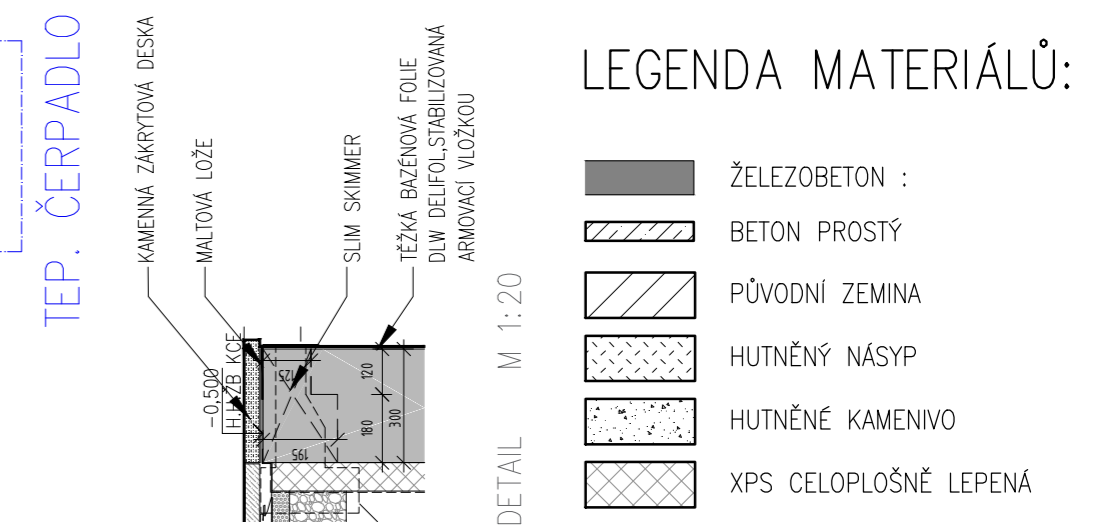 TEP. ČERPADLO
KAMENNÁ ZÁKRYTOVÁ DESKA
MALTOVÁ LOŽE
SLIM SKIMMER
TĚŽKÁ BAZÉNOVÁ FOLIE
DLW DELIFOL,STABILIZOVANÁ
ARMOVACÍ VLOŽKOU
-0,500
H.H.ŽB KCE
125
120
180
300
195
DETAIL M 1:20
LEGENDA MATERIÁLŮ:
ŽELEZOBETON :
BETON PROSTÝ
PŮVODNÍ ZEMINA
HUTNĚNÝ NÁSYP
HUTNĚNÉ KAMENIVO
XPS CELOPLOŠNĚ LEPENÁ